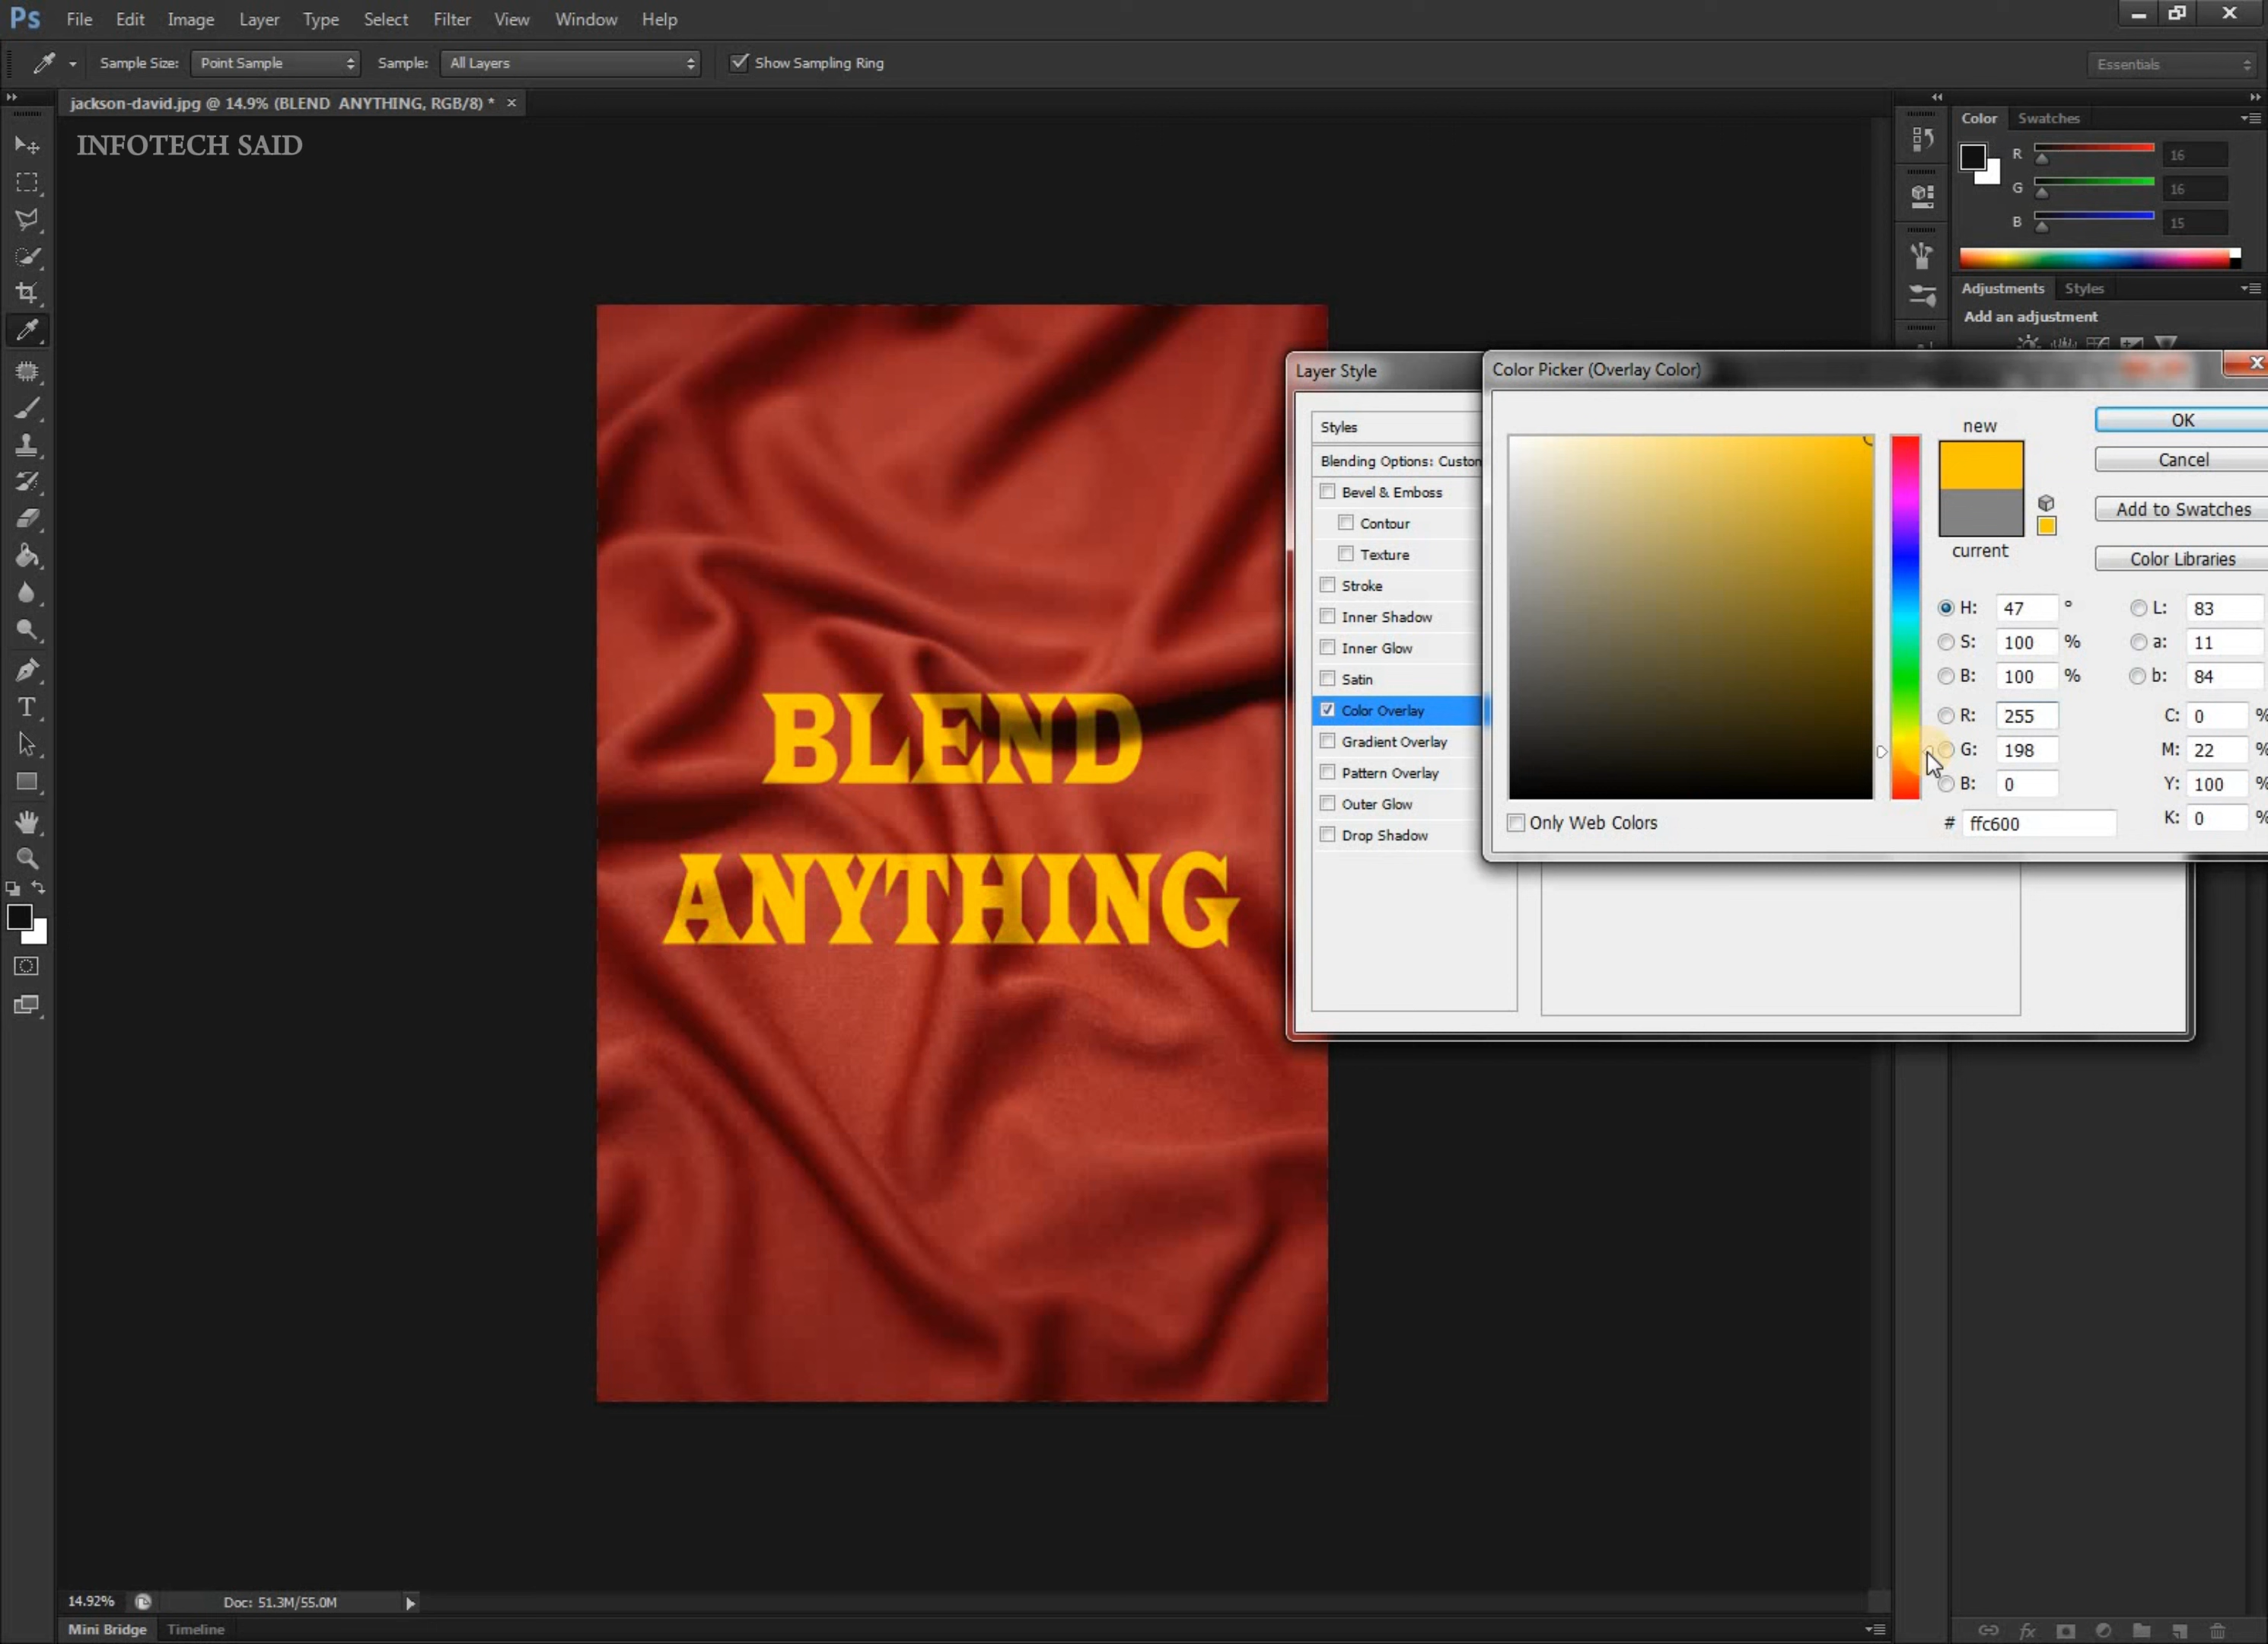 Ps File Edit Image Layer Type Select Filter View Window Help
Sample Size: Point Sample Sample: All Layers Show Sampling Ring Essentials
jackson-david.jpg @ 14.9% (BLEND ANYTHING, RGB/8) * ×
INFOTECH SAID
Color Swatches
R 16
G 16
B 15
Adjustments Styles
Add an adjustment
Layer Style
Styles
Blending Options: Custon
Bevel & Emboss
Contour
Texture
Stroke
Inner Shadow
Inner Glow
Satin
Color Overlay
Gradient Overlay
Pattern Overlay
Outer Glow
Drop Shadow
Color Picker (Overlay Color)
new
current
OK
Cancel
Add to Swatches
Color Libraries
H: 47 ° L: 83
S: 100 % a: 11
B: 100 % b: 84
R: 255 C: 0 %
G: 198 M: 22 %
B: 0 Y: 100 %
# ffc600 K: 0 %
Only Web Colors
BLEND
ANYTHING
T
14.92% Doc: 51.3M/55.0M
Mini Bridge Timeline
fx